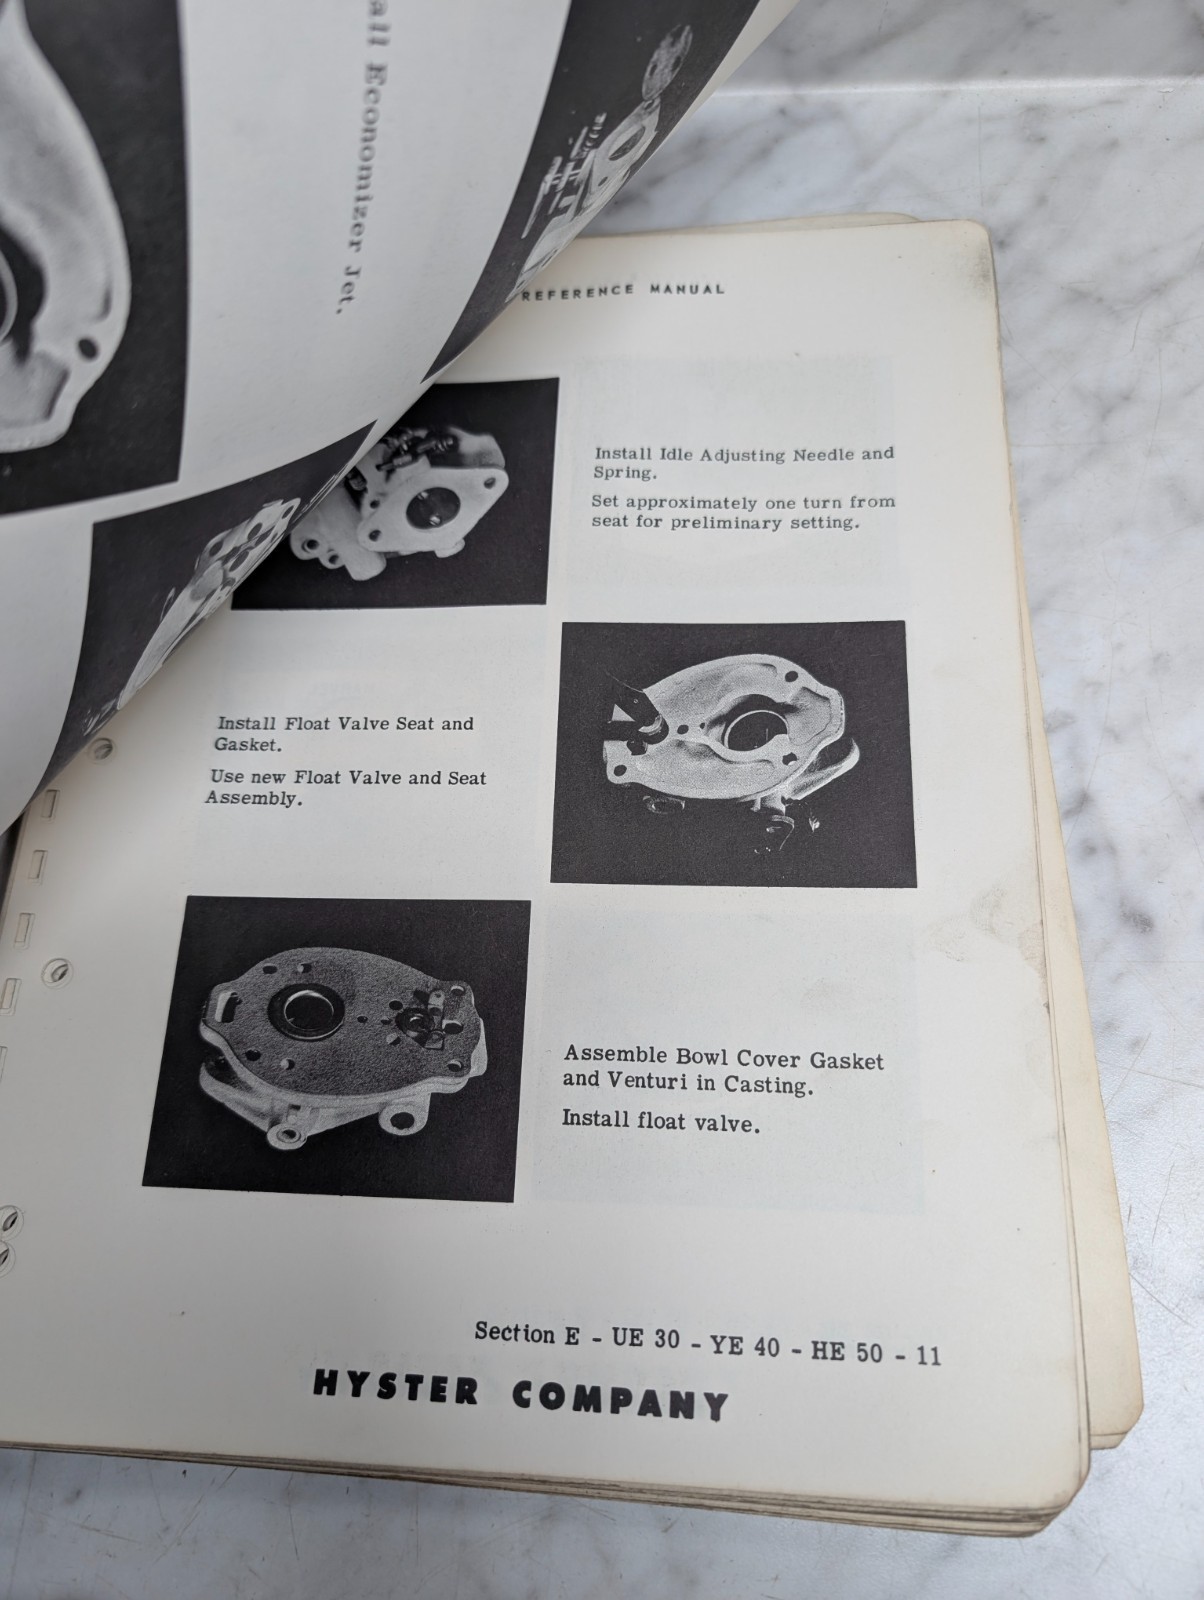 all Economizer Jet.
REFERENCE MANUAL
Install Idle Adjusting Needle and
Spring.
Set approximately one turn from
seat for preliminary setting.
Install Float Valve Seat and
Gasket.
Use new Float Valve and Seat
Assembly.
Assemble Bowl Cover Gasket
and Venturi in Casting.
Install float valve.
Section E - UE 30 - YE 40 - HE 50 - 11
HYSTER COMPANY